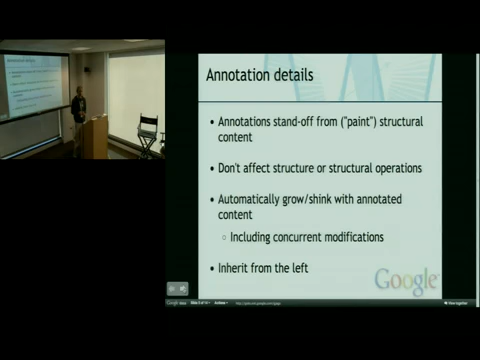 Annotation details
• Annotations stand-off from ("paint") structural
content
• Don't affect structure or structural operations
• Automatically grow/shink with annotated
content
○ Including concurrent modifications
• Inherit from the left
Google